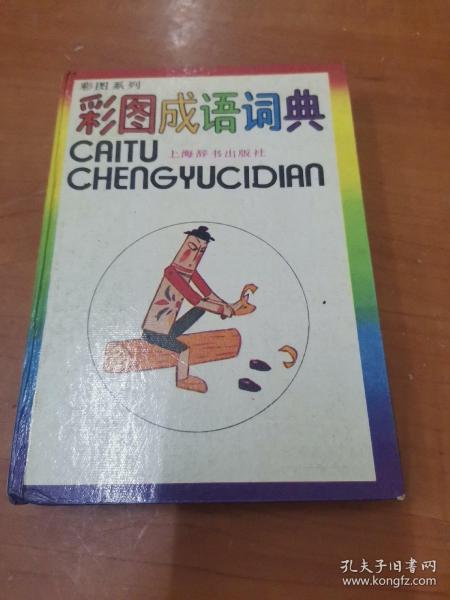 彩图系列
彩图成语词典
CAITU 上海辞书出版社
CHENGYUCIDIAN
孔夫子旧书网
www.kongfz.com